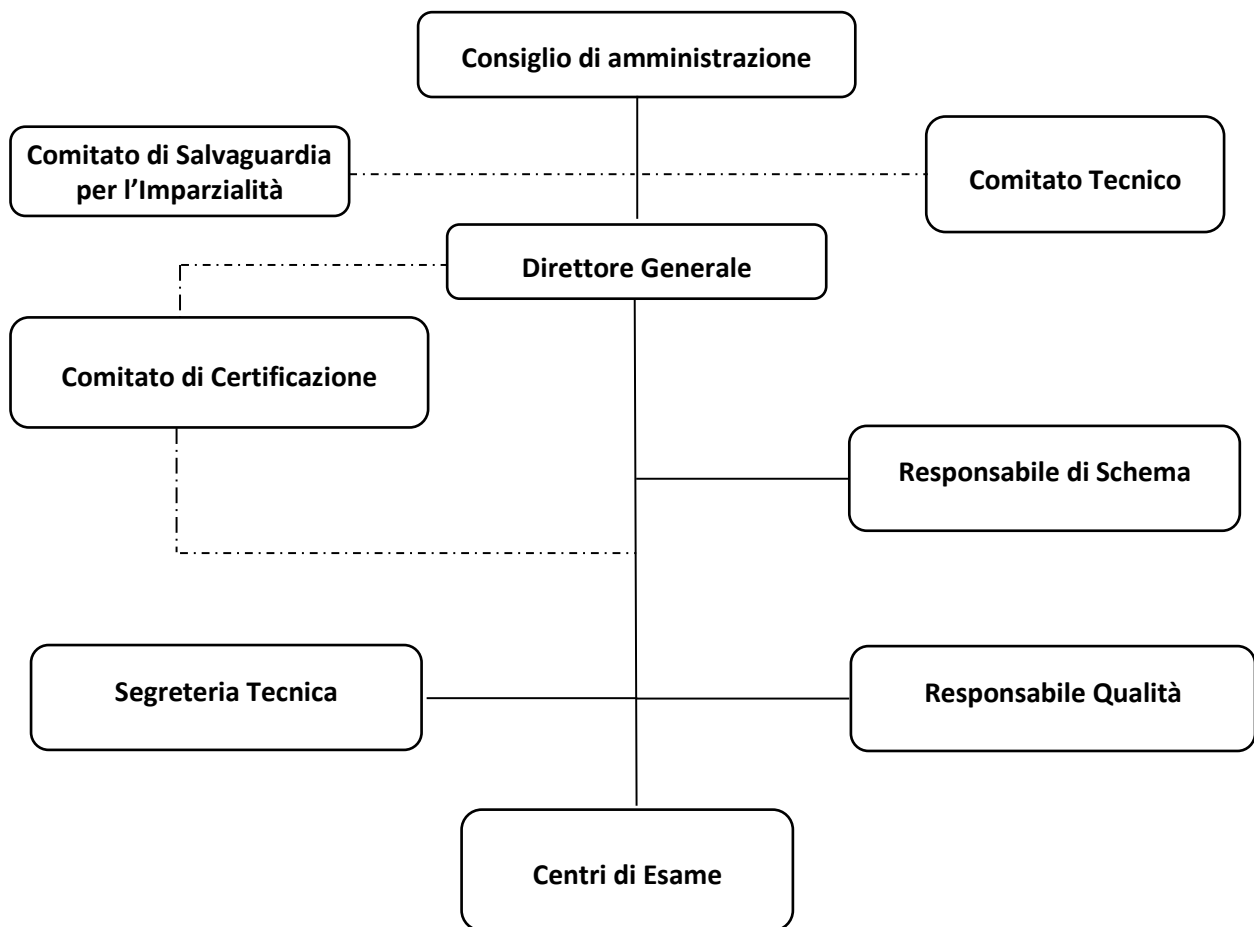 Consiglio di amministrazione
Comitato di Salvaguardia
per l’Imparzialità
Comitato Tecnico
Direttore Generale
Comitato di Certificazione
Responsabile di Schema
Segreteria Tecnica
Responsabile Qualità
Centri di Esame